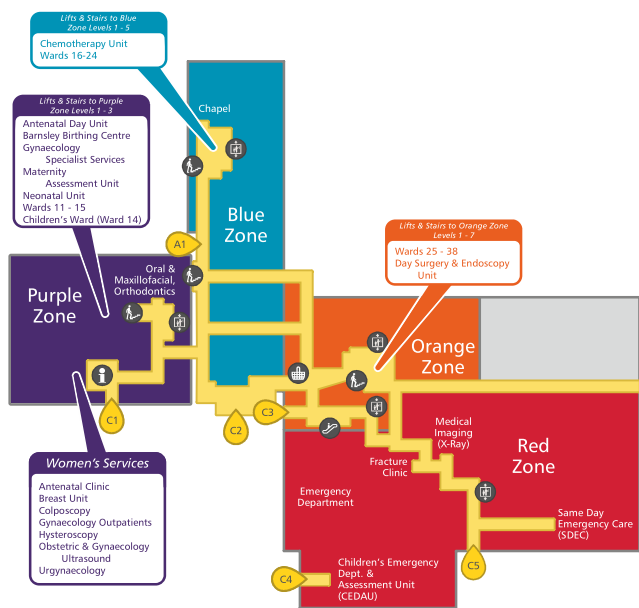 Lifts & Stairs to Blue
Zone Levels 1 - 5
Chemotherapy Unit
Wards 16-24
Lifts & Stairs to Purple
Zone Levels 1 - 3
Antenatal Day Unit
Barnsley Birthing Centre
Gynaecology
Specialist Services
Maternity
Assessment Unit
Neonatal Unit
Wards 11 - 15
Children's Ward (Ward 14)
Chapel
Blue
Zone
A1
Lifts & Stairs to Orange Zone
Levels 1 - 7
Wards 25 - 38
Day Surgery & Endoscopy
Unit
Oral &
Maxillofacial,
Orthodontics
Purple
Zone
i
Orange
Zone
C1
C2
C3
Medical
Imaging
(X-Ray)
Fracture
Clinic
Red
Zone
Women's Services
Antenatal Clinic
Breast Unit
Colposcopy
Gynaecology Outpatients
Hysteroscopy
Obstetric & Gynaecology
Ultrasound
Urgynaecology
Emergency
Department
Same Day
Emergency Care
(SDEC)
C5
C4
Children's Emergency
Dept. &
Assessment Unit
(CEDAU)